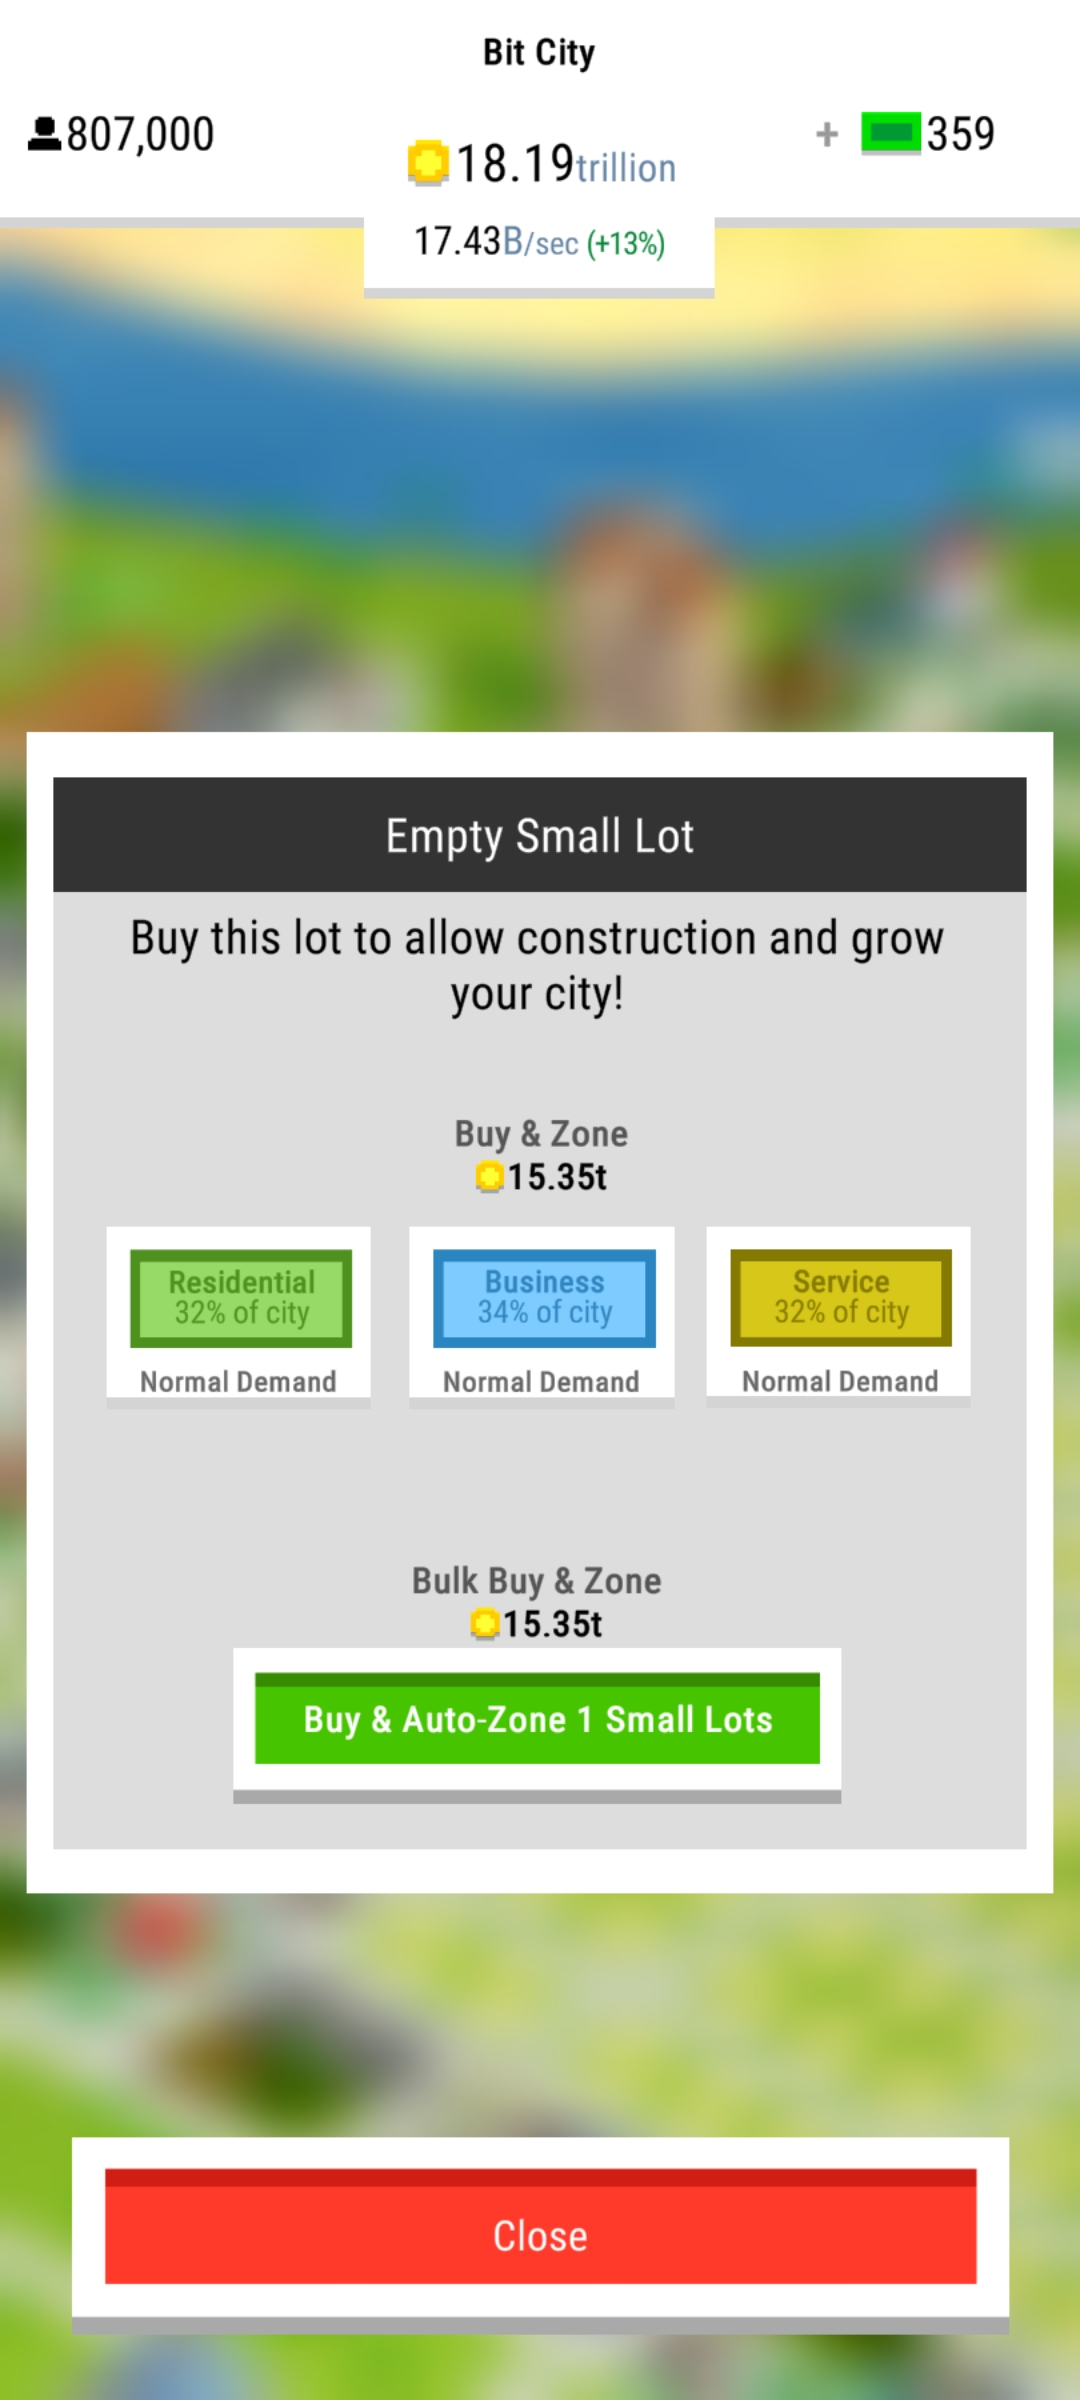 Bit City
807,000
18.19trillion
+ 359
17.43B/sec (+13%)
Empty Small Lot
Buy this lot to allow construction and grow
your city!
Buy & Zone
15.35t
Residential
32% of city
Normal Demand
Business
34% of city
Normal Demand
Service
32% of city
Normal Demand
Bulk Buy & Zone
15.35t
Buy & Auto-Zone 1 Small Lots
Close